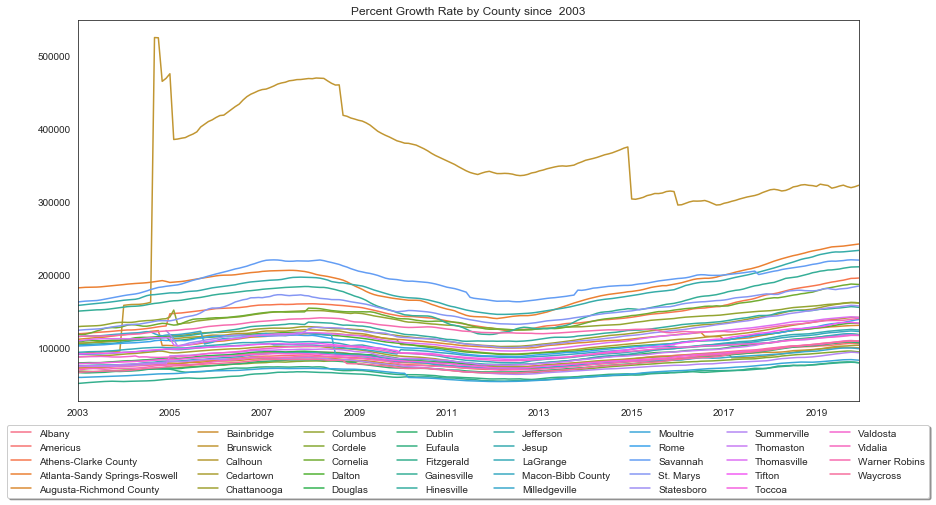 Percent Growth Rate by County since  2003
500000
400000
300000
200000
100000
2003 2005 2007 2009 2011 2013 2015 2017 2019
Albany Bainbridge Columbus Dublin Jefferson Moultrie Summerville Valdosta
Americus Brunswick Cordele Eufaula Jesup Rome Thomaston Vidalia
Athens-Clarke County Calhoun Cornelia Fitzgerald LaGrange Savannah Thomasville Warner Robins
Atlanta-Sandy Springs-Roswell Cedartown Dalton Gainesville Macon-Bibb County St. Marys Tifton Waycross
Augusta-Richmond County Chattanooga Douglas Hinesville Milledgeville Statesboro Toccoa